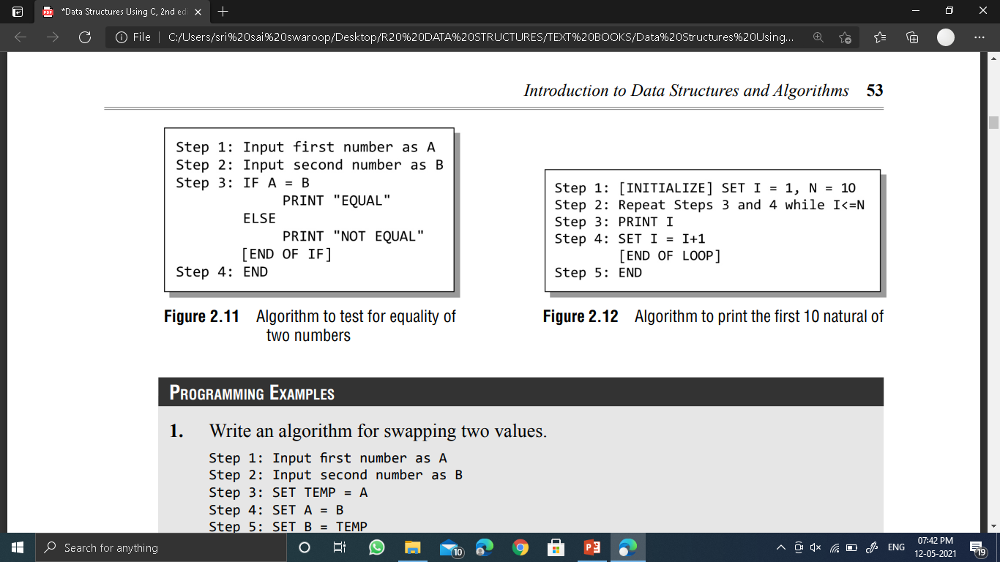 *Data Structures Using C, 2nd edi
File
C:/Users/sri%20sai%20swaroop/Desktop/R20%20DATA%20STRUCTURES/TEXT%20BOOKS/Data%20Structures%20Using...
Introduction to Data Structures and Algorithms 53
Step 1: Input first number as A
Step 2: Input second number as B
Step 3: IF A = B
PRINT "EQUAL"
ELSE
PRINT "NOT EQUAL"
[END OF IF]
Step 4: END
Figure 2.11 Algorithm to test for equality of
two numbers
Step 1: [INITIALIZE] SET I = 1, N = 10
Step 2: Repeat Steps 3 and 4 while I<=N
Step 3: PRINT I
Step 4: SET I = I+1
[END OF LOOP]
Step 5: END
Figure 2.12 Algorithm to print the first 10 natural of
PROGRAMMING EXAMPLES
1. Write an algorithm for swapping two values.
Step 1: Input first number as A
Step 2: Input second number as B
Step 3: SET TEMP = A
Step 4: SET A = B
Step 5: SET B = TEMP
Search for anything
10
ENG
07:42 PM
12-05-2021
19